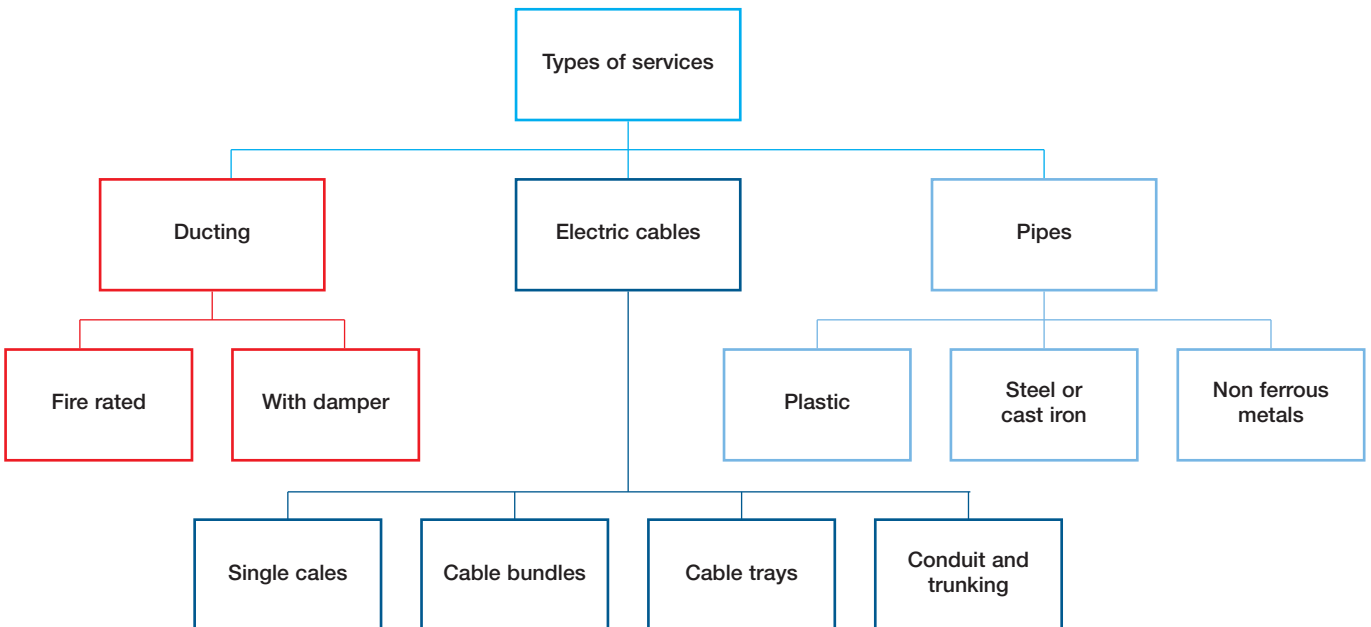 Types of services
Ducting
Electric cables
Pipes
Fire rated
With damper
Plastic
Steel or
cast iron
Non ferrous
metals
Single cales
Cable bundles
Cable trays
Conduit and
trunking